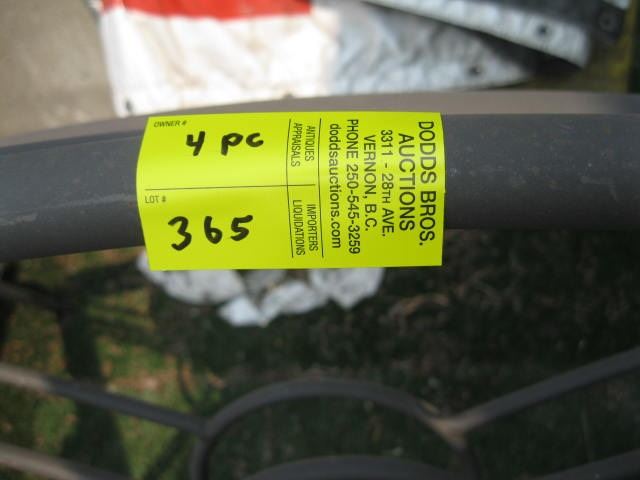 OWNER #
4 pc
LOT #
365
ANTIQUES
APPRAISALS
IMPORTERS
LIQUIDATIONS
DODDS BROS.
AUCTIONS
3311 - 28TH AVE.
VERNON, B.C.
PHONE 250-545-3259
doddsauctions.com